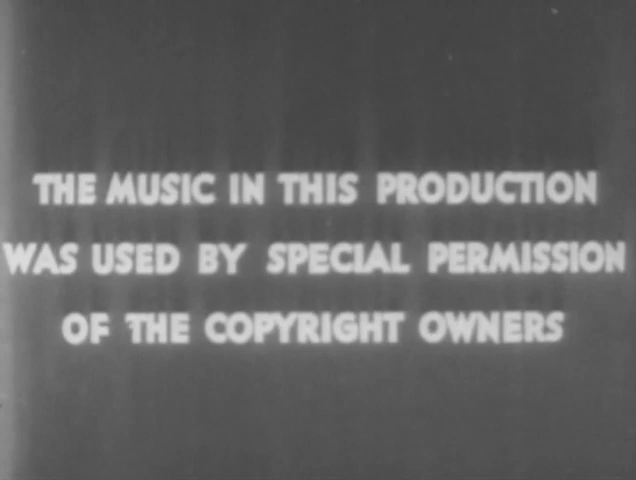 THE MUSIC IN THIS PRODUCTION
WAS USED BY SPECIAL PERMISSION
OF THE COPYRIGHT OWNERS